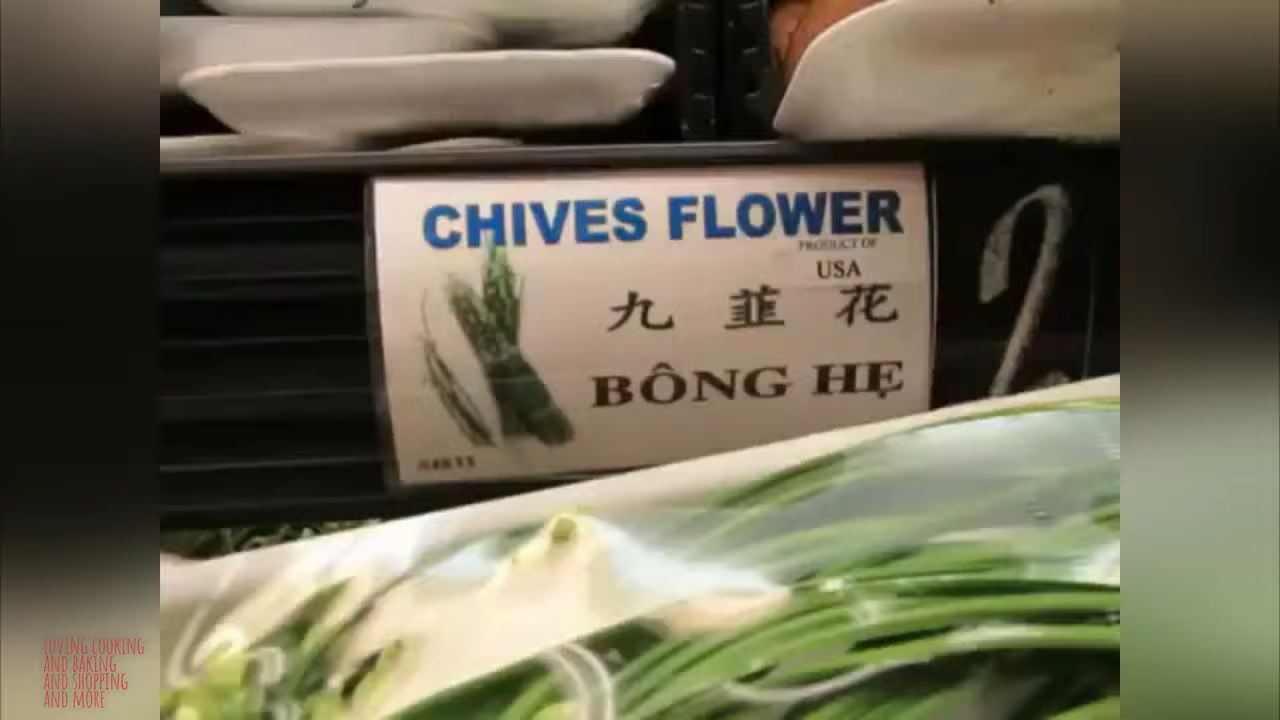 CHIVES FLOWER
PRODUCT OF
USA
九 韮 花
BÔNG HẸ
LOVING COOKING
AND BAKING
AND SHOPPING
AND MORE